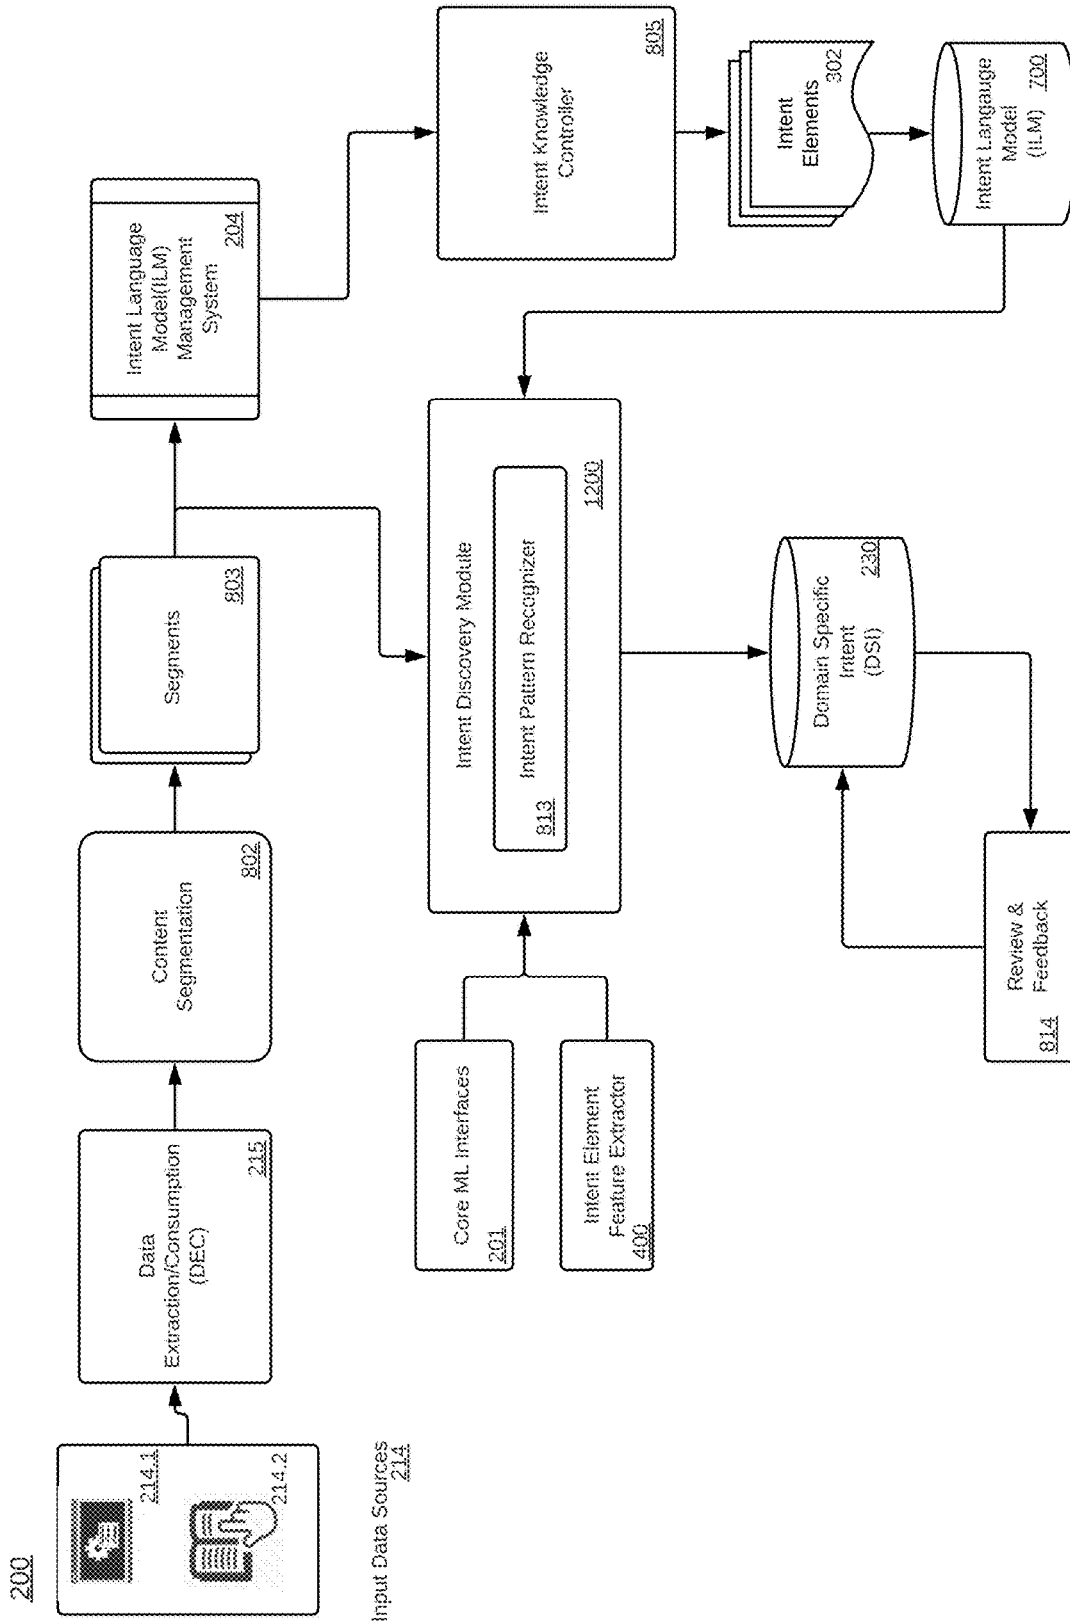 200
214.1
214.2
Input Data Sources
214
Data
Extraction/Consumption
(DEC)
215
Content
Segmentation
802
Segments
803
Intent Language
Model(ILM)
Management
System
204
Intent Knowledge
Controller
805
Intent
Elements
302
Intent Langauge
Model
(ILM)
700
Intent Discovery Module
Intent Pattern Recognizer
813
1200
Core ML Interfaces
201
Intent Element
Feature Extractor
400
Domain Specific
Intent
(DSI)
230
Review &
Feedback
814